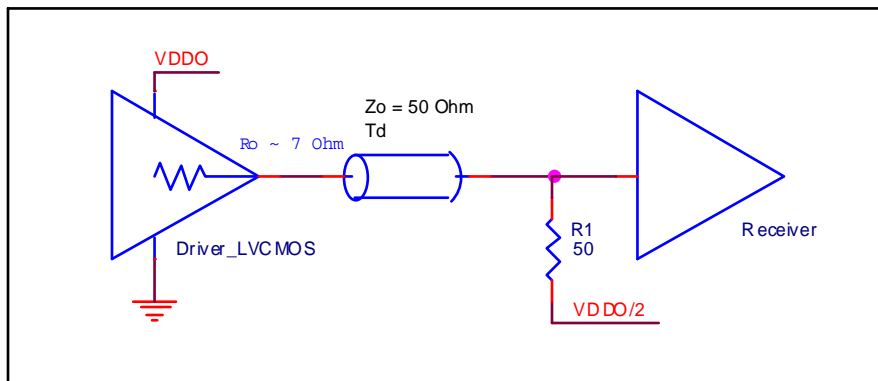 VDDO
Zo = 50 Ohm
Td
Ro ~ 7 Ohm
R1
50
Receiver
Driver_LVCMOS
VDDO/2